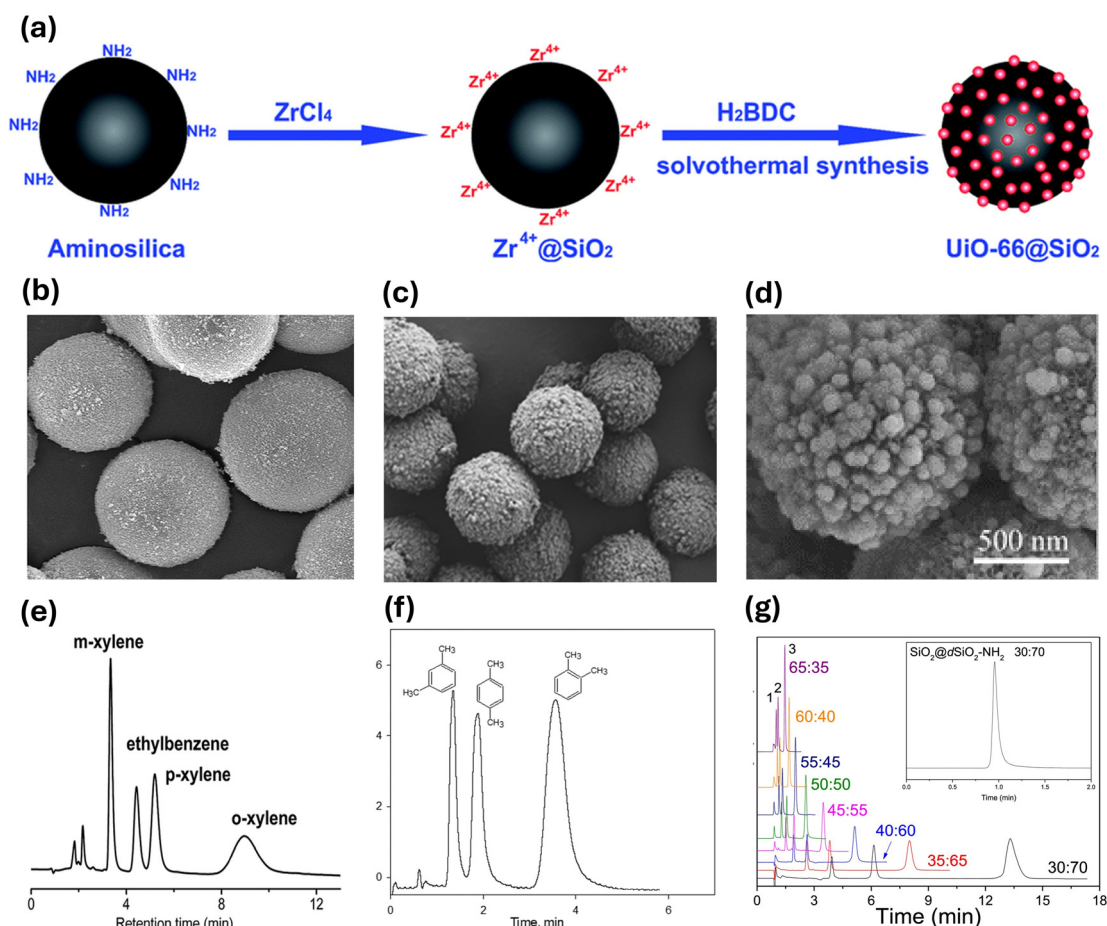 (a)
NH₂
NH₂
NH₂
NH₂
NH₂
NH₂
NH₂
NH₂
Aminosilica
ZrCl₄
Zr⁴⁺
Zr⁴⁺
Zr⁴⁺
Zr⁴⁺
Zr⁴⁺
Zr⁴⁺
Zr⁴⁺
Zr⁴⁺
Zr⁴⁺@SiO₂
H₂BDC
solvothermal synthesis
UiO-66@SiO₂
(b)
(c)
(d)
500 nm
(e)
m-xylene
ethylbenzene
p-xylene
o-xylene
0 4 8 12
Retention time (min)
(f)
6
4
2
0
CH₃
H₃C
CH₃
CH₃
CH₃
CH₃
0 2 4 6
Time, min
(g)
1 2 3
65:35
60:40
55:45
50:50
45:55
40:60
35:65
30:70
SiO₂@dSiO₂-NH₂ 30:70
0.0 0.5 1.0 1.5 2.0
Time (min)
0 3 6 9 12 15 18
Time (min)